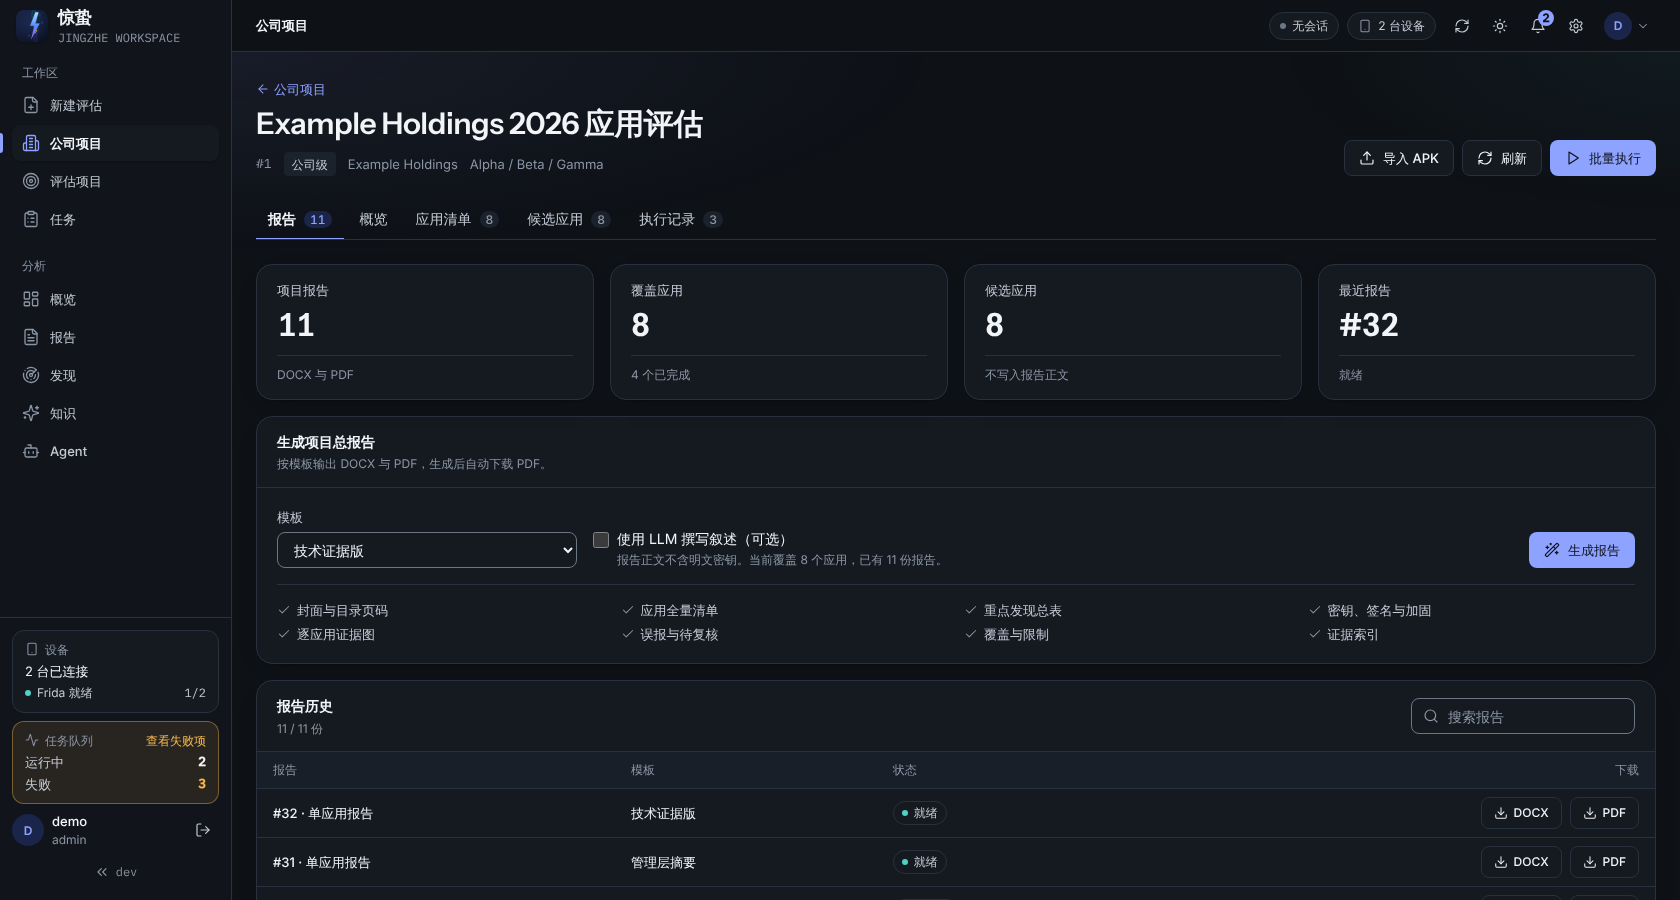 惊蛰
JINGZHE WORKSPACE
工作区
新建评估
公司项目
评估项目
任务
分析
概览
报告
发现
知识
Agent
设备
2 台已连接
Frida 就绪 1/2
任务队列 查看失败项
运行中 2
失败 3
D demo
admin
dev
公司项目
无会话 2 台设备 2 D
公司项目
Example Holdings 2026 应用评估
#1 公司级 Example Holdings Alpha / Beta / Gamma
导入 APK 刷新 批量执行
报告 11 概览 应用清单 8 候选应用 8 执行记录 3
项目报告
11
DOCX 与 PDF
覆盖应用
8
4 个已完成
候选应用
8
不写入报告正文
最近报告
#32
就绪
生成项目总报告
按模板输出 DOCX 与 PDF，生成后自动下载 PDF。
模板
技术证据版
使用 LLM 撰写叙述（可选）
报告正文不含明文密钥。当前覆盖 8 个应用，已有 11 份报告。
生成报告
封面与目录页码 应用全量清单 重点发现总表 密钥、签名与加固
逐应用证据图 误报与待复核 覆盖与限制 证据索引
报告历史
11 / 11 份
搜索报告
报告 模板 状态 下载
#32 · 单应用报告 技术证据版 就绪 DOCX PDF
#31 · 单应用报告 管理层摘要 就绪 DOCX PDF